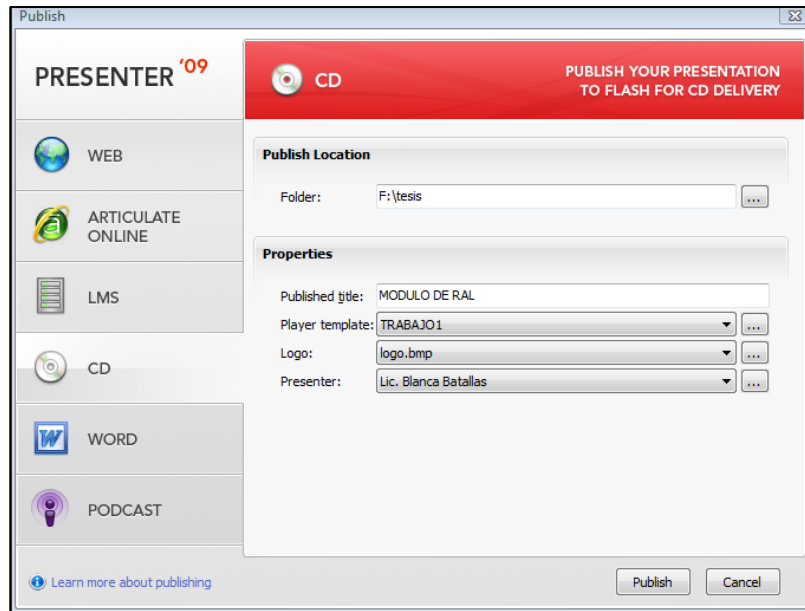 Publish
PRESENTER '09
CD
PUBLISH YOUR PRESENTATION
TO FLASH FOR CD DELIVERY
WEB
ARTICULATE
ONLINE
LMS
CD
WORD
PODCAST
Publish Location
Folder: F:\tesis ...
Properties
Published title: MODULO DE RAL
Player template: TRABAJO1 ...
Logo: logo.bmp ...
Presenter: Lic. Blanca Batallas ...
Learn more about publishing
Publish Cancel